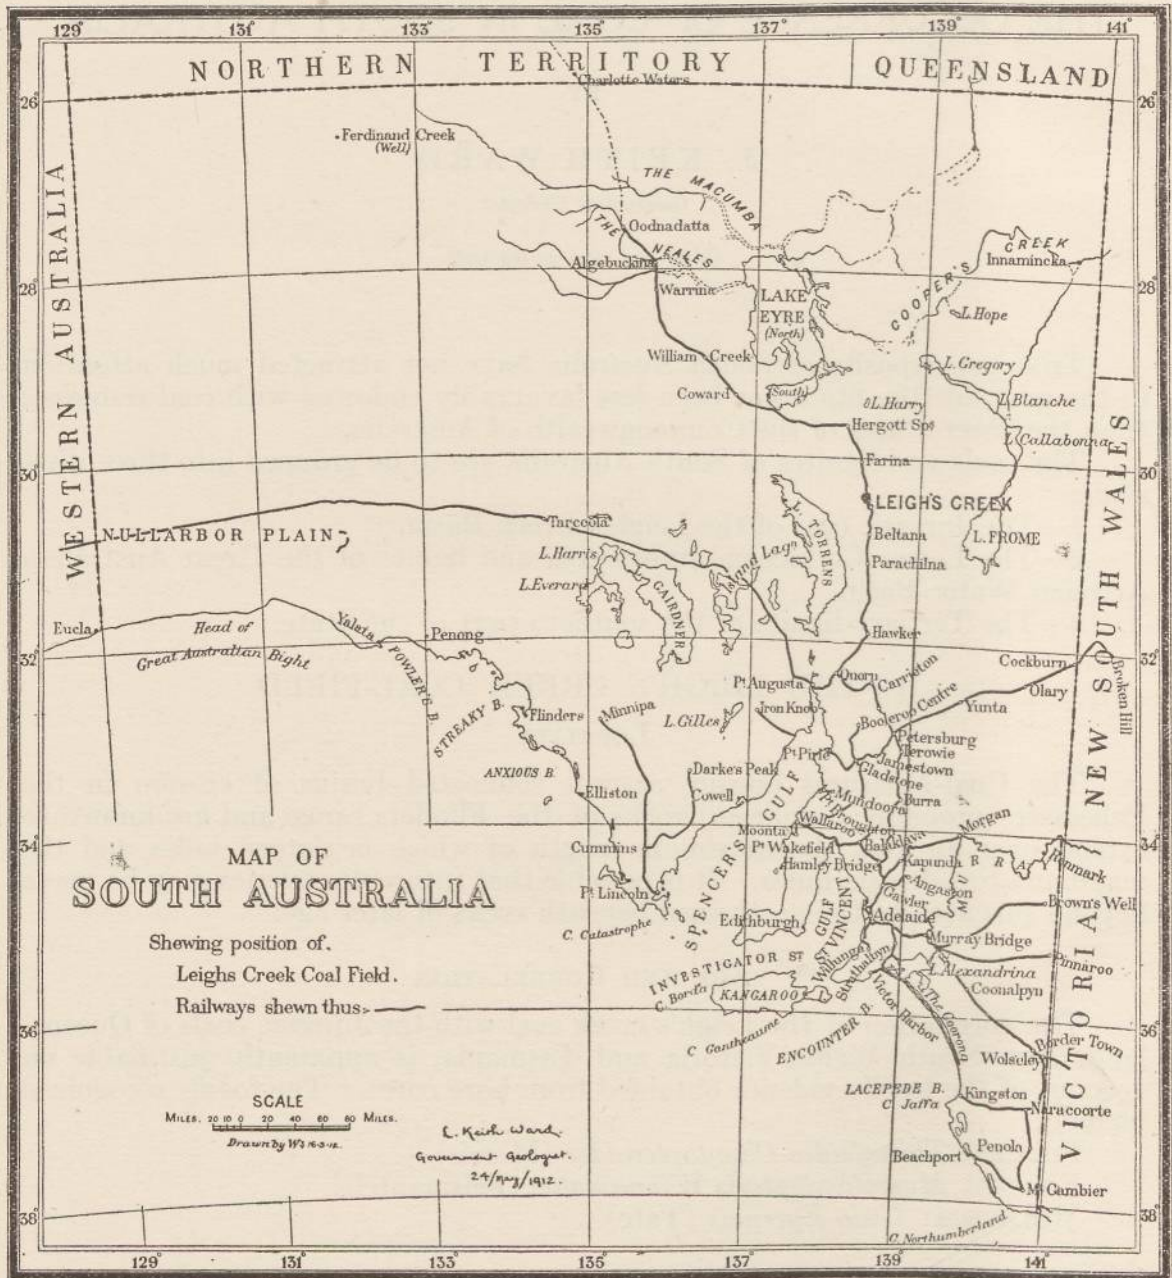 129° 131° 133° 135° 137° 139° 141°
NORTHERN TERRITORY
QUEENSLAND
Charlotte Waters
26° 26°
Ferdinand Creek
(Well)
THE MACUMBA
Oodnadatta
THE NEALES
Algebuckina
Warrina
CREEK
Innamincka
COOPER'S
28° 28°
LAKE
EYRE
(North)
L. Hope
William Creek
L. Gregory
Coward
(South)
L. Harry
L. Blanche
Hergott Sps
L. Callabonna
Farina
30° 30°
LEIGHS CREEK
WESTERN AUSTRALIA
NULLARBOR PLAIN
Tarcoola
L. TORRENS
Beltana
L. FROME
L. Harris
Island Lagn
Parachilna
L. Everard
GAIRDNER
Eucla
Head of
Great Australian Bight
Yalata
Penong
Hawker
32° 32°
FOWLER'S B.
Cockburn
Broken Hill
NEW SOUTH WALES
Pt Augusta
Quorn
Carrieton
Olary
STREAKY B.
Flinders
Minnipa
L. Gilles
Iron Knob
Booleroo Centre
Yunta
Petersburg
Terowie
Pt Pirie
Jamestown
Gladstone
ANXIOUS B.
Darke's Peak
Elliston
Cowell
Mundoora
Pt Broughton
Burra
SPENCERS GULF
Wallaroo
Moonta
Balaklava
Morgan
34° 34°
Cummins
Pt Wakefield
Hamley Bridge
Kapunda
MURRAY
Renmark
MAP OF
SOUTH AUSTRALIA
Pt Lincoln
Angaston
Gawler
Brown's Well
C. Catastrophe
Edithburgh
GULF
ST VINCENT
Adelaide
Murray Bridge
Shewing position of.
Leighs Creek Coal Field.
Railways shewn thus:-
INVESTIGATOR ST
Willunga
Strathalbyn
L. Alexandrina
Pinnaroo
Coonalpyn
C. Borda
KANGAROO I.
Victor Harbor
The Coorong
36° 36°
C. Gantheaume
ENCOUNTER B.
Border Town
Wolseley
VICTORIA
LACEPEDE B.
C. Jaffa
Kingston
Naracoorte
SCALE
MILES. 20 10 0 20 40 60 80 MILES.
Drawn by 16-3-12.
L. Keith Ward.
Government Geologist.
24/May/1912.
Penola
Beachport
Mt Gambier
38° 38°
C. Northumberland
129° 131° 133° 135° 137° 139° 141°